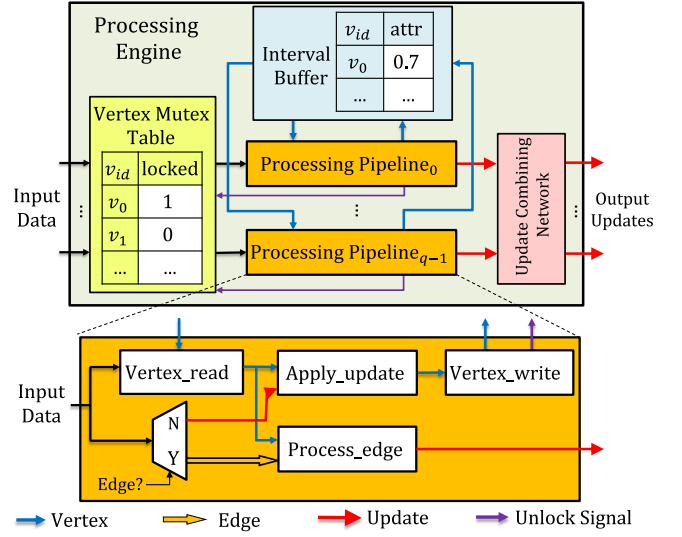 Processing
Engine
Interval
Buffer
v_id attr
v_0 0.7
... ...
Vertex Mutex
Table
v_id locked
v_0 1
v_1 0
... ...
Input
Data
...
Processing Pipeline_0
...
Processing Pipeline_{q−1}
Update Combining
Network
...
Output
Updates
Input
Data
Vertex_read
Apply_update
Vertex_write
N
Y
Process_edge
Edge?
Vertex
Edge
Update
Unlock Signal